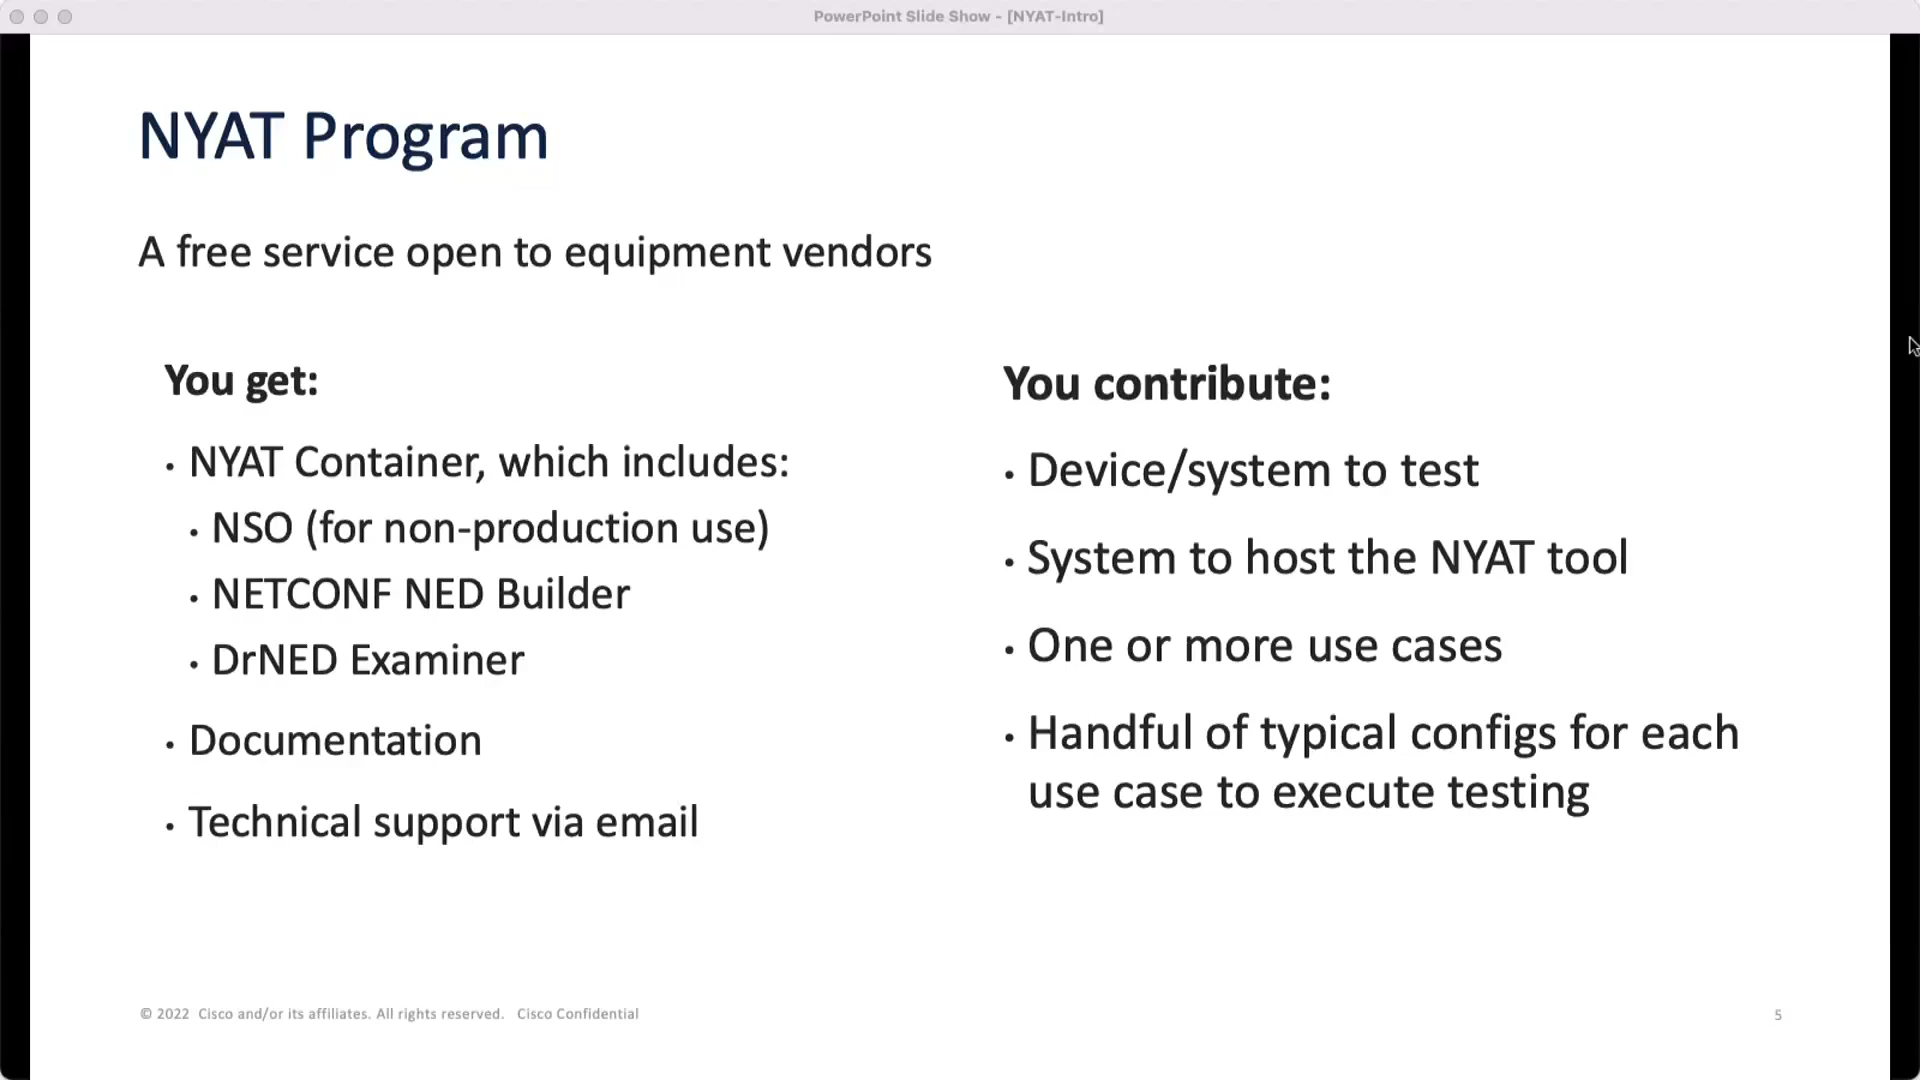 PowerPoint Slide Show - [NYAT-Intro]
NYAT Program
A free service open to equipment vendors
You get:
• NYAT Container, which includes:
• NSO (for non-production use)
• NETCONF NED Builder
• DrNED Examiner
• Documentation
• Technical support via email
You contribute:
• Device/system to test
• System to host the NYAT tool
• One or more use cases
• Handful of typical configs for each
use case to execute testing
© 2022 Cisco and/or its affiliates. All rights reserved. Cisco Confidential
5